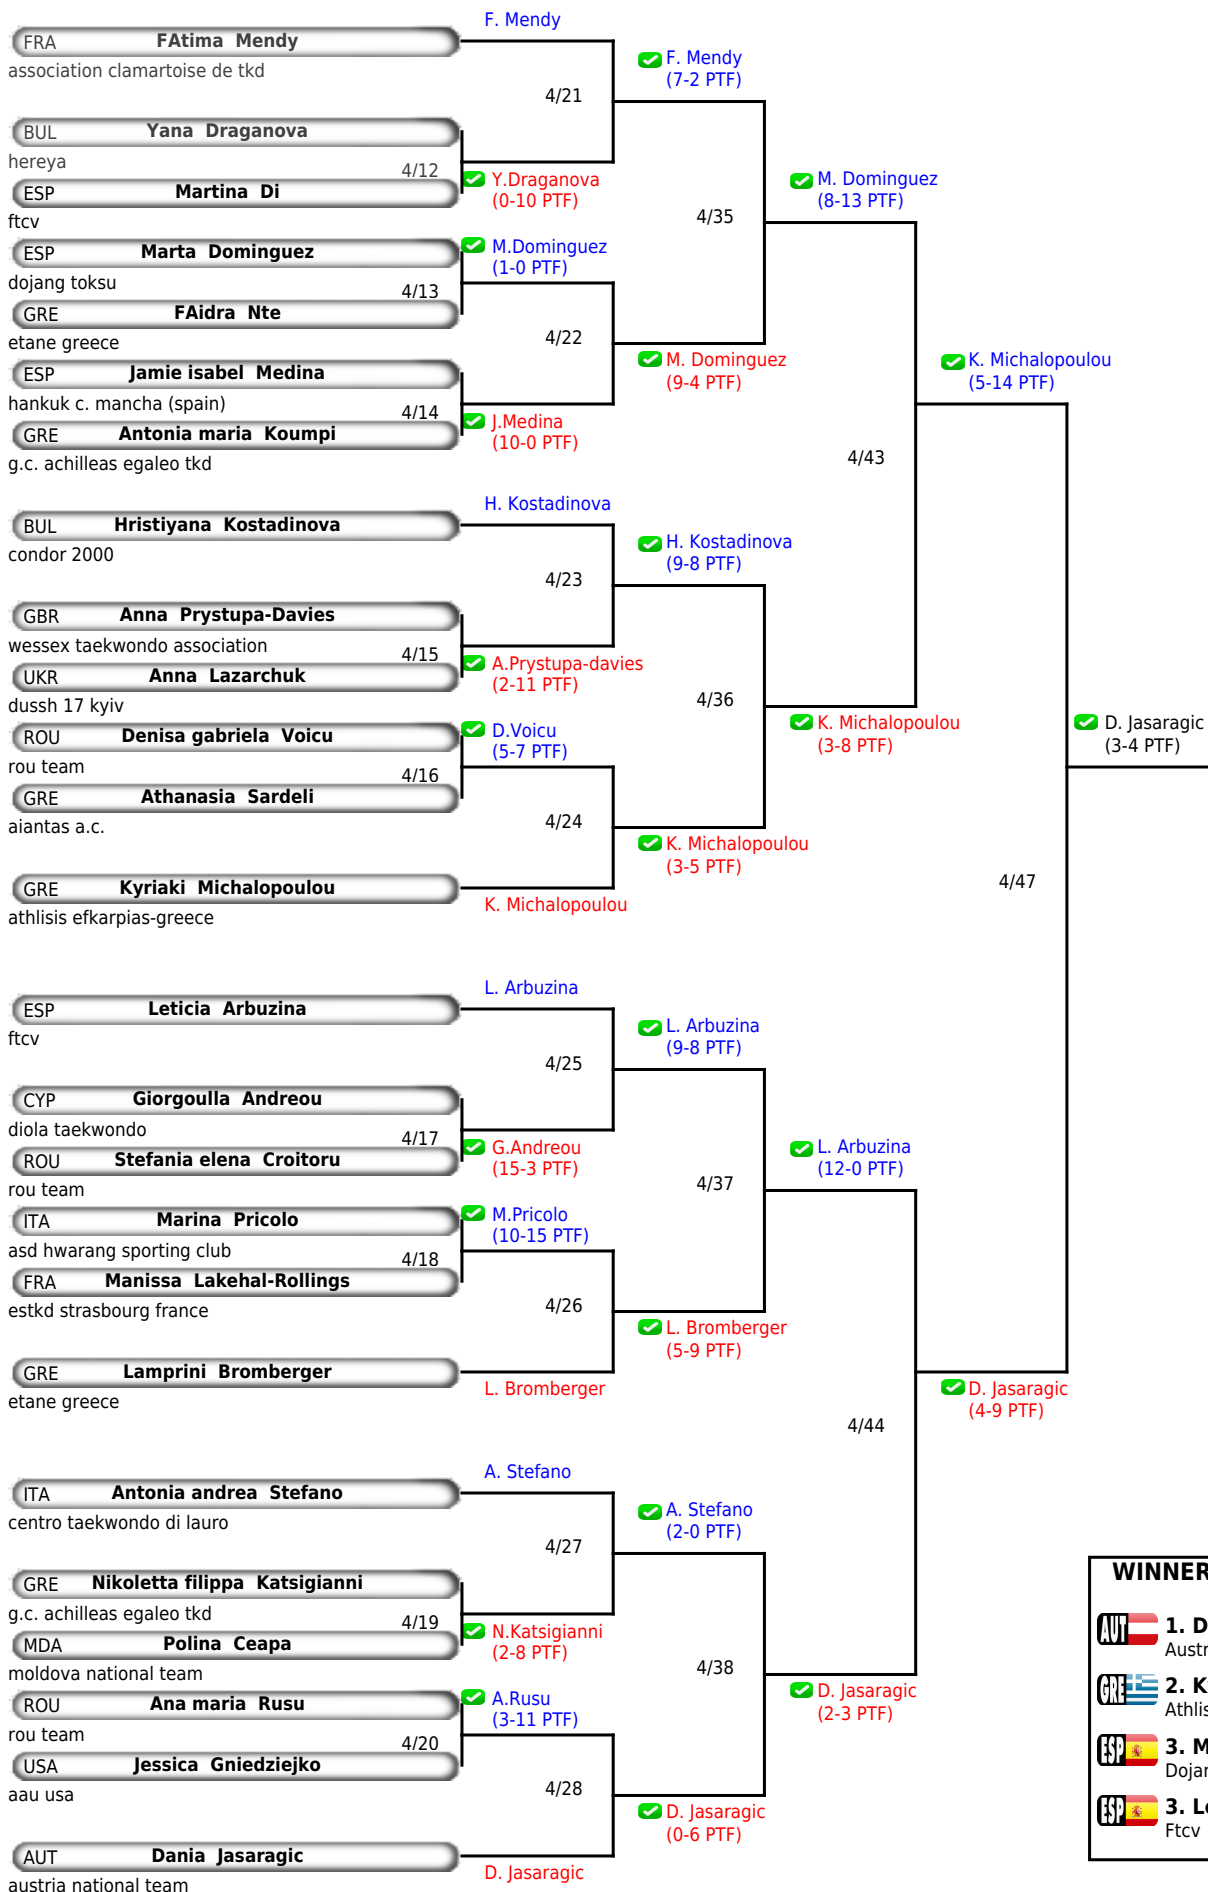 F. Mendy
FRA FAtima Mendy
association clamartoise de tkd
F. Mendy
(7-2 PTF)
4/21
BUL Yana Draganova
hereya
4/12
ESP Martina Di
ftcv
Y.Draganova
(0-10 PTF)
M. Dominguez
(8-13 PTF)
4/35
ESP Marta Dominguez
dojang toksu
M.Dominguez
(1-0 PTF)
4/13
GRE FAidra Nte
etane greece
4/22
M. Dominguez
(9-4 PTF)
ESP Jamie isabel Medina
hankuk c. mancha (spain)
4/14
GRE Antonia maria Koumpi
g.c. achilleas egaleo tkd
J.Medina
(10-0 PTF)
K. Michalopoulou
(5-14 PTF)
4/43
H. Kostadinova
BUL Hristiyana Kostadinova
condor 2000
H. Kostadinova
(9-8 PTF)
4/23
GBR Anna Prystupa-Davies
wessex taekwondo association
4/15
UKR Anna Lazarchuk
dussh 17 kyiv
A.Prystupa-davies
(2-11 PTF)
4/36
ROU Denisa gabriela Voicu
rou team
D.Voicu
(5-7 PTF)
K. Michalopoulou
(3-8 PTF)
D. Jasaragic
(3-4 PTF)
4/16
GRE Athanasia Sardeli
aiantas a.c.
4/24
K. Michalopoulou
(3-5 PTF)
GRE Kyriaki Michalopoulou
athlisis efkarpias-greece
K. Michalopoulou
4/47
L. Arbuzina
ESP Leticia Arbuzina
ftcv
L. Arbuzina
(9-8 PTF)
4/25
CYP Giorgoulla Andreou
diola taekwondo
4/17
ROU Stefania elena Croitoru
rou team
G.Andreou
(15-3 PTF)
L. Arbuzina
(12-0 PTF)
4/37
ITA Marina Pricolo
asd hwarang sporting club
M.Pricolo
(10-15 PTF)
4/18
FRA Manissa Lakehal-Rollings
estkd strasbourg france
4/26
L. Bromberger
(5-9 PTF)
GRE Lamprini Bromberger
etane greece
L. Bromberger
D. Jasaragic
(4-9 PTF)
4/44
A. Stefano
ITA Antonia andrea Stefano
centro taekwondo di lauro
A. Stefano
(2-0 PTF)
4/27
GRE Nikoletta filippa Katsigianni
g.c. achilleas egaleo tkd
4/19
MDA Polina Ceapa
moldova national team
N.Katsigianni
(2-8 PTF)
4/38
ROU Ana maria Rusu
rou team
A.Rusu
(3-11 PTF)
D. Jasaragic
(2-3 PTF)
4/20
USA Jessica Gniedziejko
aau usa
4/28
D. Jasaragic
(0-6 PTF)
AUT Dania Jasaragic
austria national team
D. Jasaragic
WINNER
AUT 1. D
Austr
GRE 2. K
Athlis
ESP 3. M
Dojar
ESP 3. Le
Ftcv